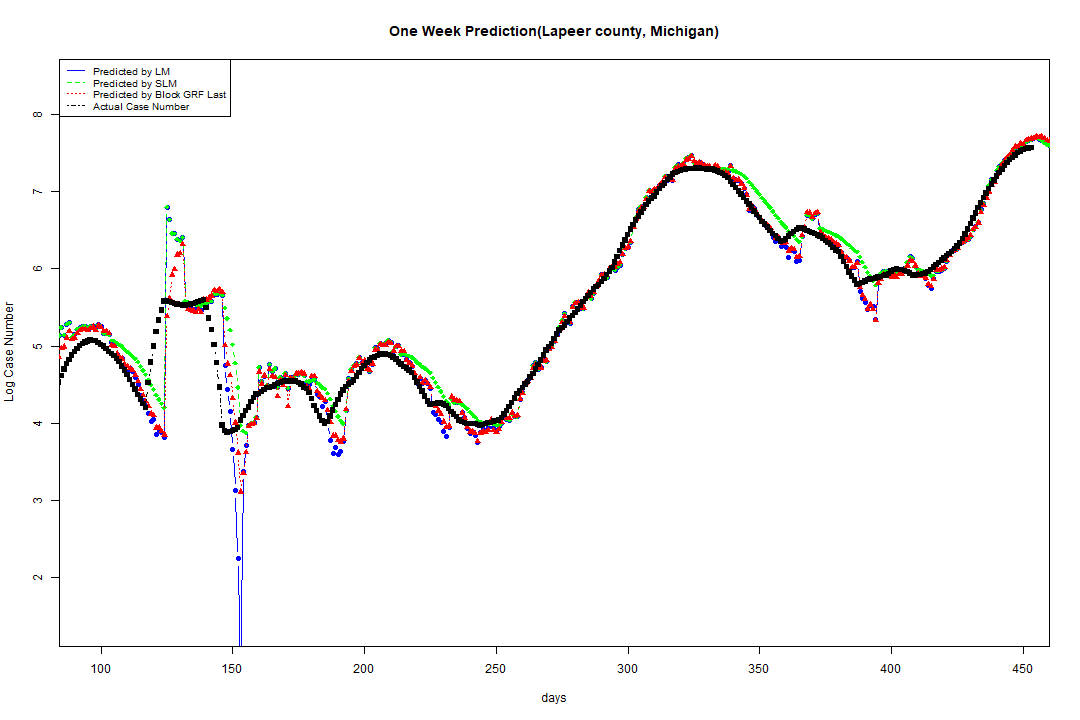 One Week Prediction(Lapeer county, Michigan)
Predicted by LM
Predicted by SLM
Predicted by Block GRF Last
Actual Case Number
Log Case Number
8
7
6
5
4
3
2
100 150 200 250 300 350 400 450
days